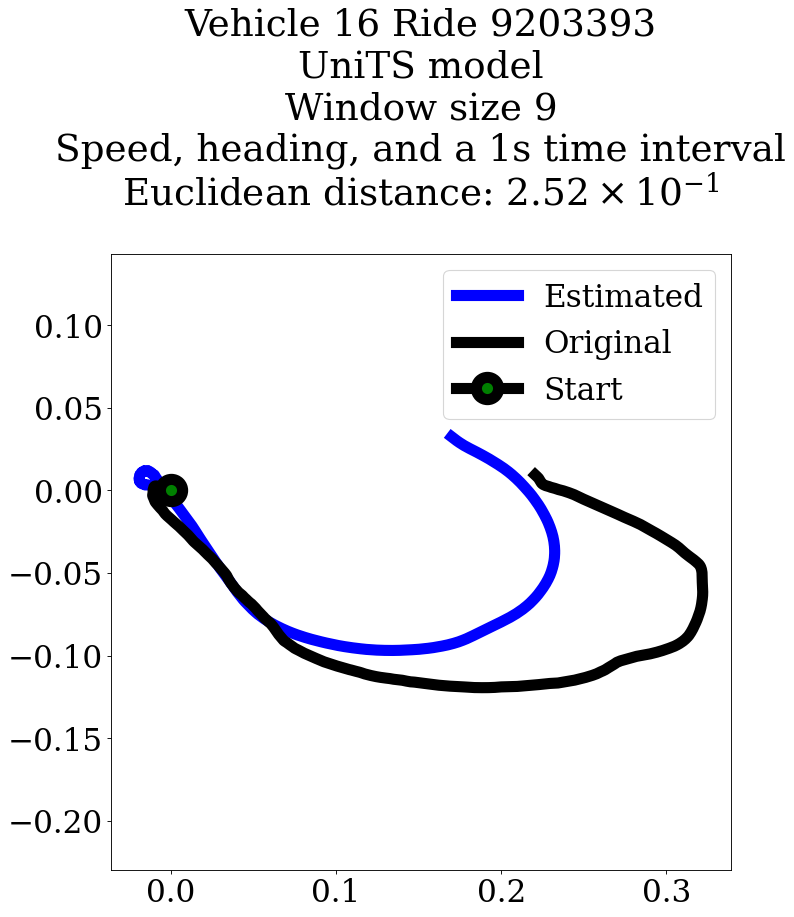 Vehicle 16 Ride 9203393
UniTS model
Window size 9
Speed, heading, and a 1s time interval
Euclidean distance: 2.52 × 10⁻¹
Estimated
Original
Start
0.10
0.05
0.00
−0.05
−0.10
−0.15
−0.20
0.0 0.1 0.2 0.3